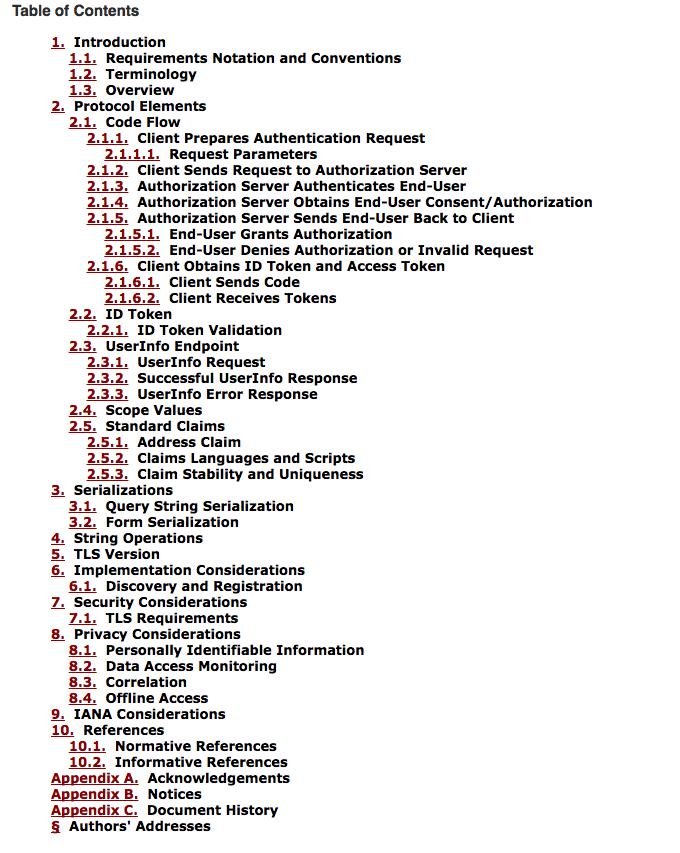 Table of Contents
1. Introduction
1.1. Requirements Notation and Conventions
1.2. Terminology
1.3. Overview
2. Protocol Elements
2.1. Code Flow
2.1.1. Client Prepares Authentication Request
2.1.1.1. Request Parameters
2.1.2. Client Sends Request to Authorization Server
2.1.3. Authorization Server Authenticates End-User
2.1.4. Authorization Server Obtains End-User Consent/Authorization
2.1.5. Authorization Server Sends End-User Back to Client
2.1.5.1. End-User Grants Authorization
2.1.5.2. End-User Denies Authorization or Invalid Request
2.1.6. Client Obtains ID Token and Access Token
2.1.6.1. Client Sends Code
2.1.6.2. Client Receives Tokens
2.2. ID Token
2.2.1. ID Token Validation
2.3. UserInfo Endpoint
2.3.1. UserInfo Request
2.3.2. Successful UserInfo Response
2.3.3. UserInfo Error Response
2.4. Scope Values
2.5. Standard Claims
2.5.1. Address Claim
2.5.2. Claims Languages and Scripts
2.5.3. Claim Stability and Uniqueness
3. Serializations
3.1. Query String Serialization
3.2. Form Serialization
4. String Operations
5. TLS Version
6. Implementation Considerations
6.1. Discovery and Registration
7. Security Considerations
7.1. TLS Requirements
8. Privacy Considerations
8.1. Personally Identifiable Information
8.2. Data Access Monitoring
8.3. Correlation
8.4. Offline Access
9. IANA Considerations
10. References
10.1. Normative References
10.2. Informative References
Appendix A. Acknowledgements
Appendix B. Notices
Appendix C. Document History
§ Authors' Addresses